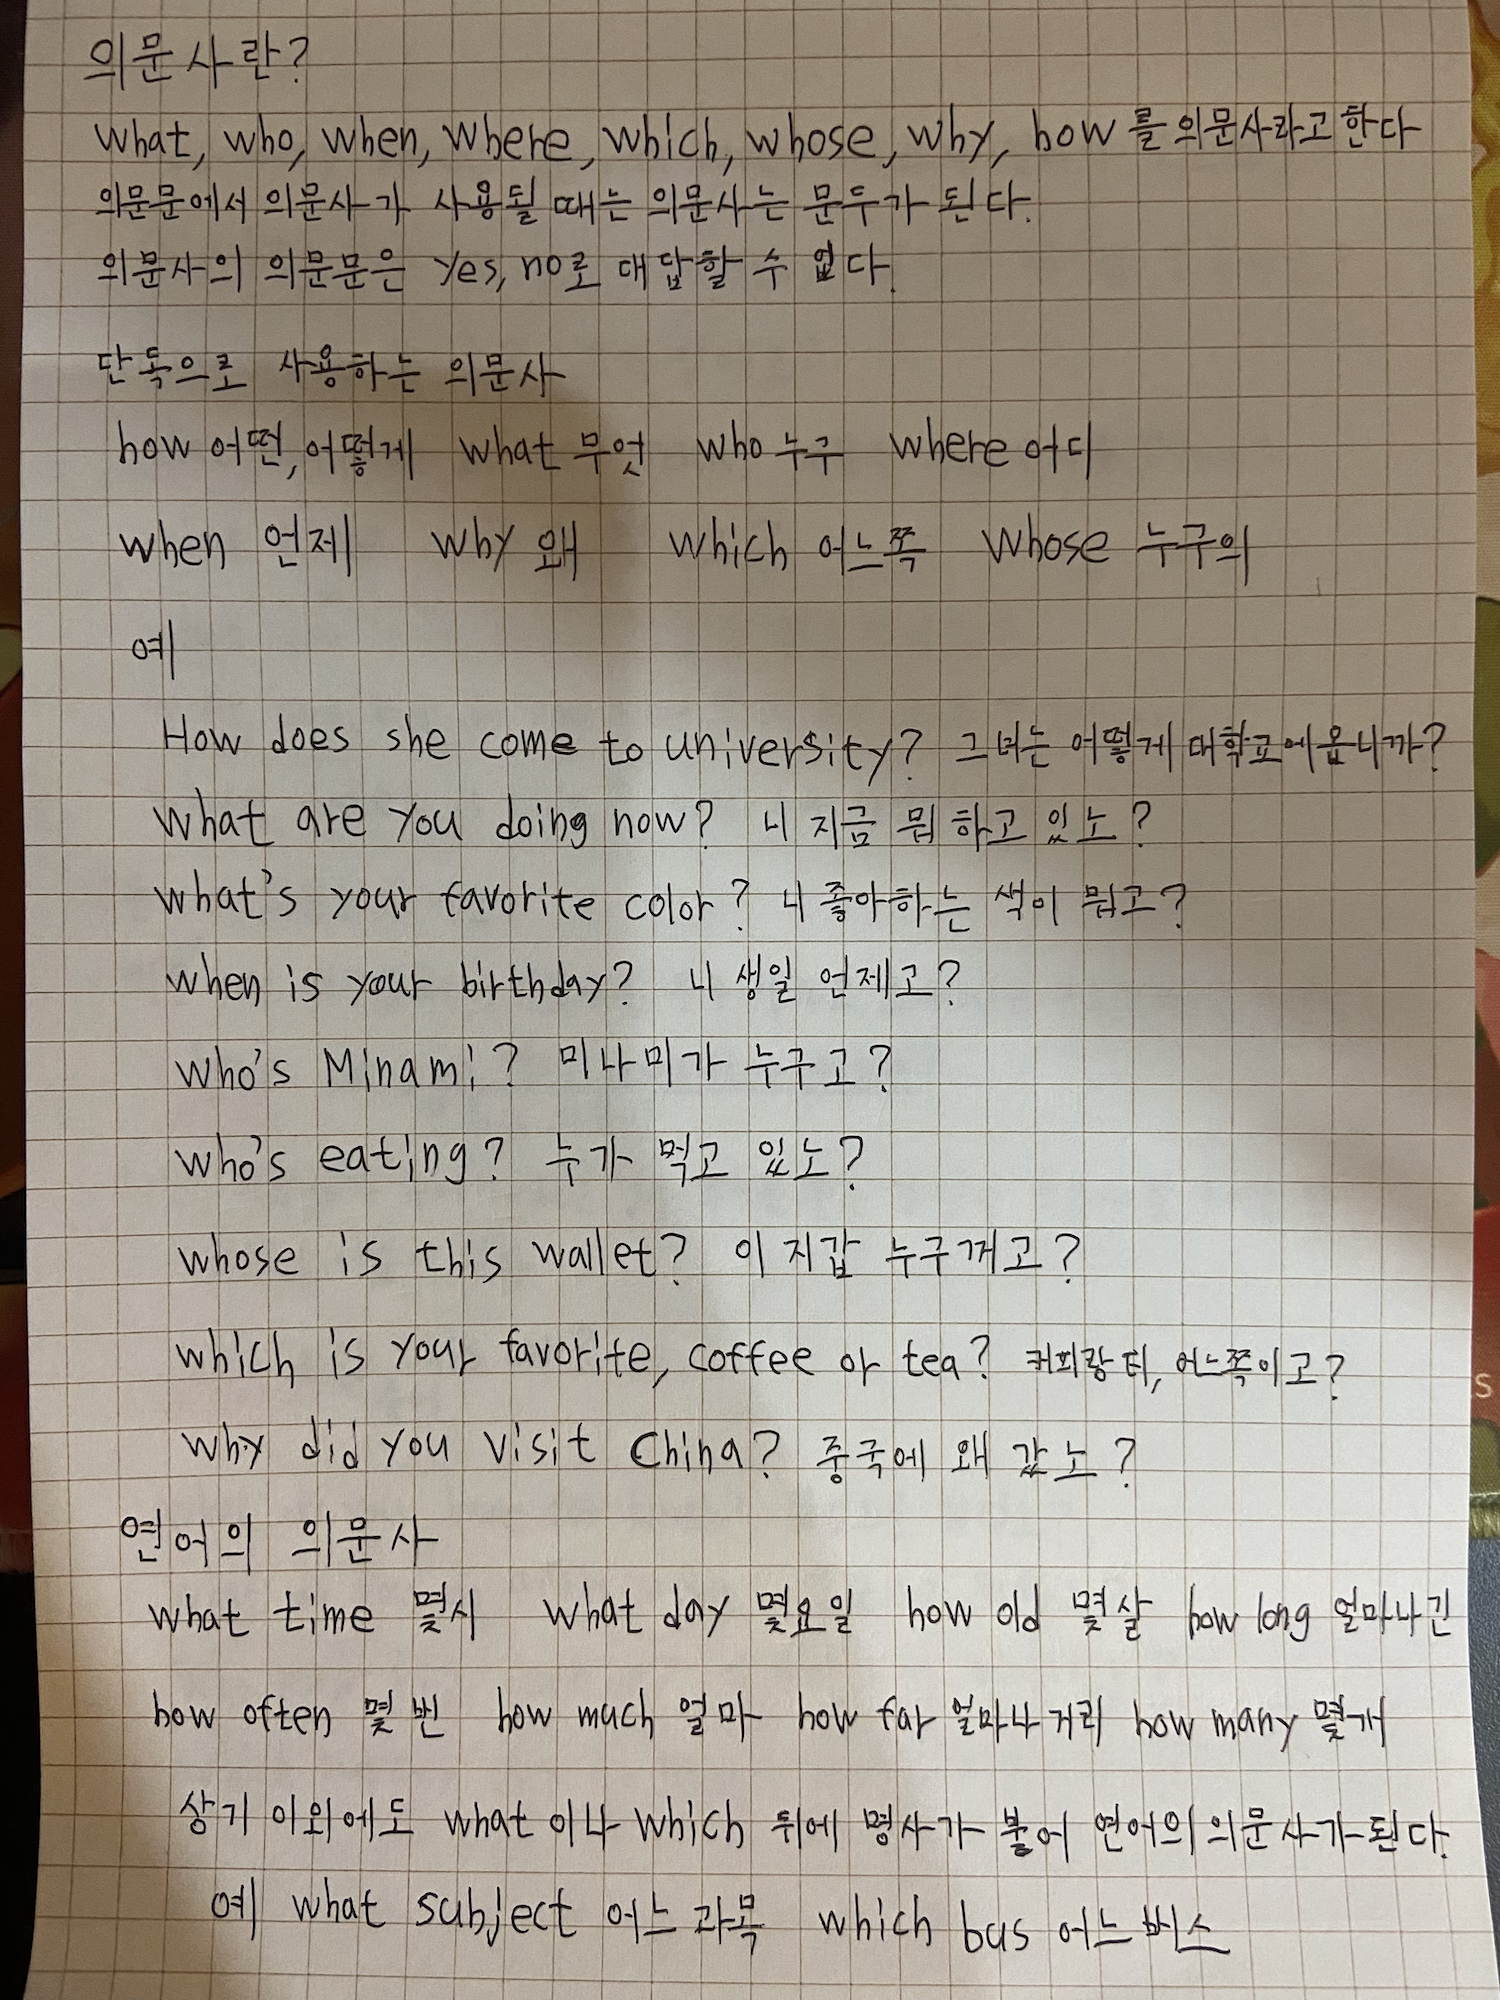 의문사란?
what, who, when, where, which, whose, why, how를 의문사라고 한다
의문문에서 의문사가 사용될 때는 의문사는 문두가 된다.
의문사의 의문문은 yes, no로 대답할 수 없다.
단독으로 사용하는 의문사
how 어떤, 어떻게 what 무엇 who 누구 where 어디
when 언제 why 왜 which 어느쪽 whose 누구의
예
How does she come to university? 그녀는 어떻게 대학교에 옵니까?
what are you doing now? 니 지금 뭐 하고 있노?
what's your favorite color? 니 좋아하는 색이 뭡고?
when is your birthday? 니 생일 언제고?
who's Minami? 미나미가 누구고?
who's eating? 누가 먹고 있노?
whose is this wallet? 이 지갑 누구꺼고?
which is your favorite, coffee or tea? 커피랑 티, 어느쪽이고?
why did you visit China? 중국에 왜 갔노?
연어의 의문사
what time 몇시 what day 몇요일 how old 몇살 how long 얼마나긴
how often 몇번 how much 얼마 how far 얼마나 거리 how many 몇개
상기 이외에도 what 이나 which 뒤에 명사가 붙어 연어의 의문사가 된다.
예 what subject 어느 과목 which bus 어느 버스